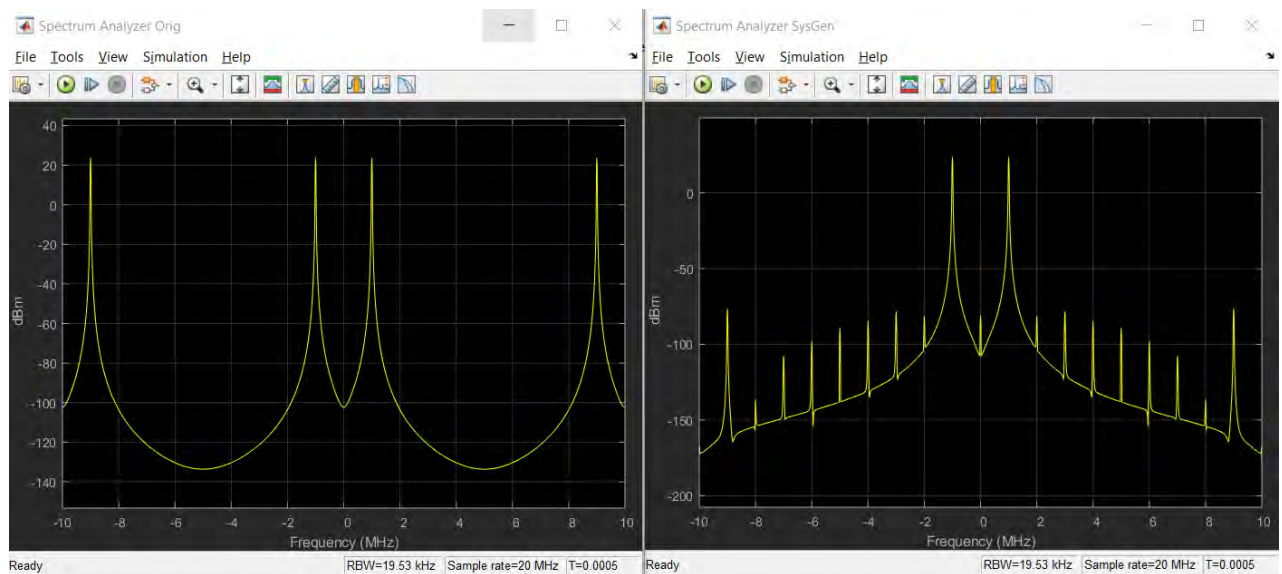 Spectrum Analyzer Orig
File Tools View Simulation Help
40
20
0
-20
-40
-60
-80
-100
-120
-140
dBm
-10 -8 -6 -4 -2 0 2 4 6 8 10
Frequency (MHz)
Ready RBW=19.53 kHz Sample rate=20 MHz T=0.0005
Spectrum Analyzer SysGen
File Tools View Simulation Help
0
-50
-100
-150
-200
dBm
-10 -8 -6 -4 -2 0 2 4 6 8 10
Frequency (MHz)
Ready RBW=19.53 kHz Sample rate=20 MHz T=0.0005